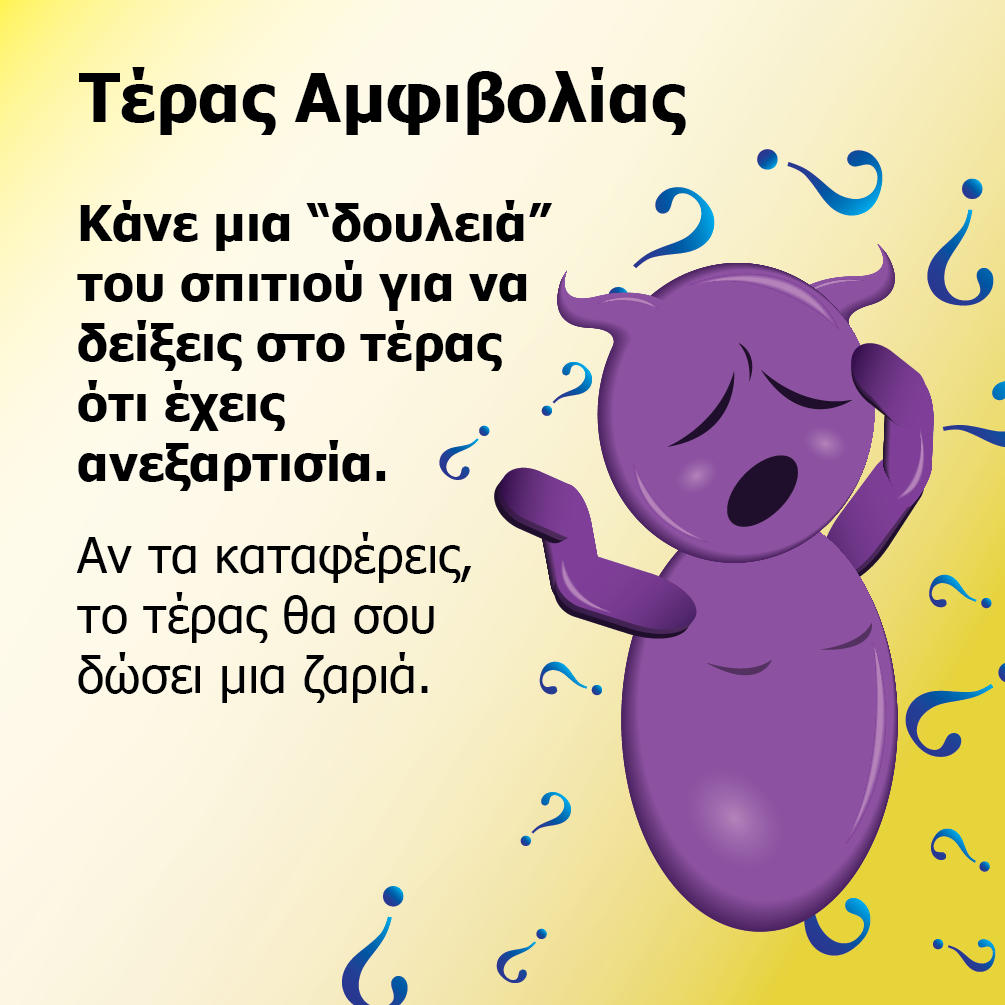 Τέρας Αμφιβολίας
Κάνε μια “δουλειά”
του σπιτιού για να
δείξεις στο τέρας
ότι έχεις
ανεξαρτισία.
Αν τα καταφέρεις,
το τέρας θα σου
δώσει μια ζαριά.